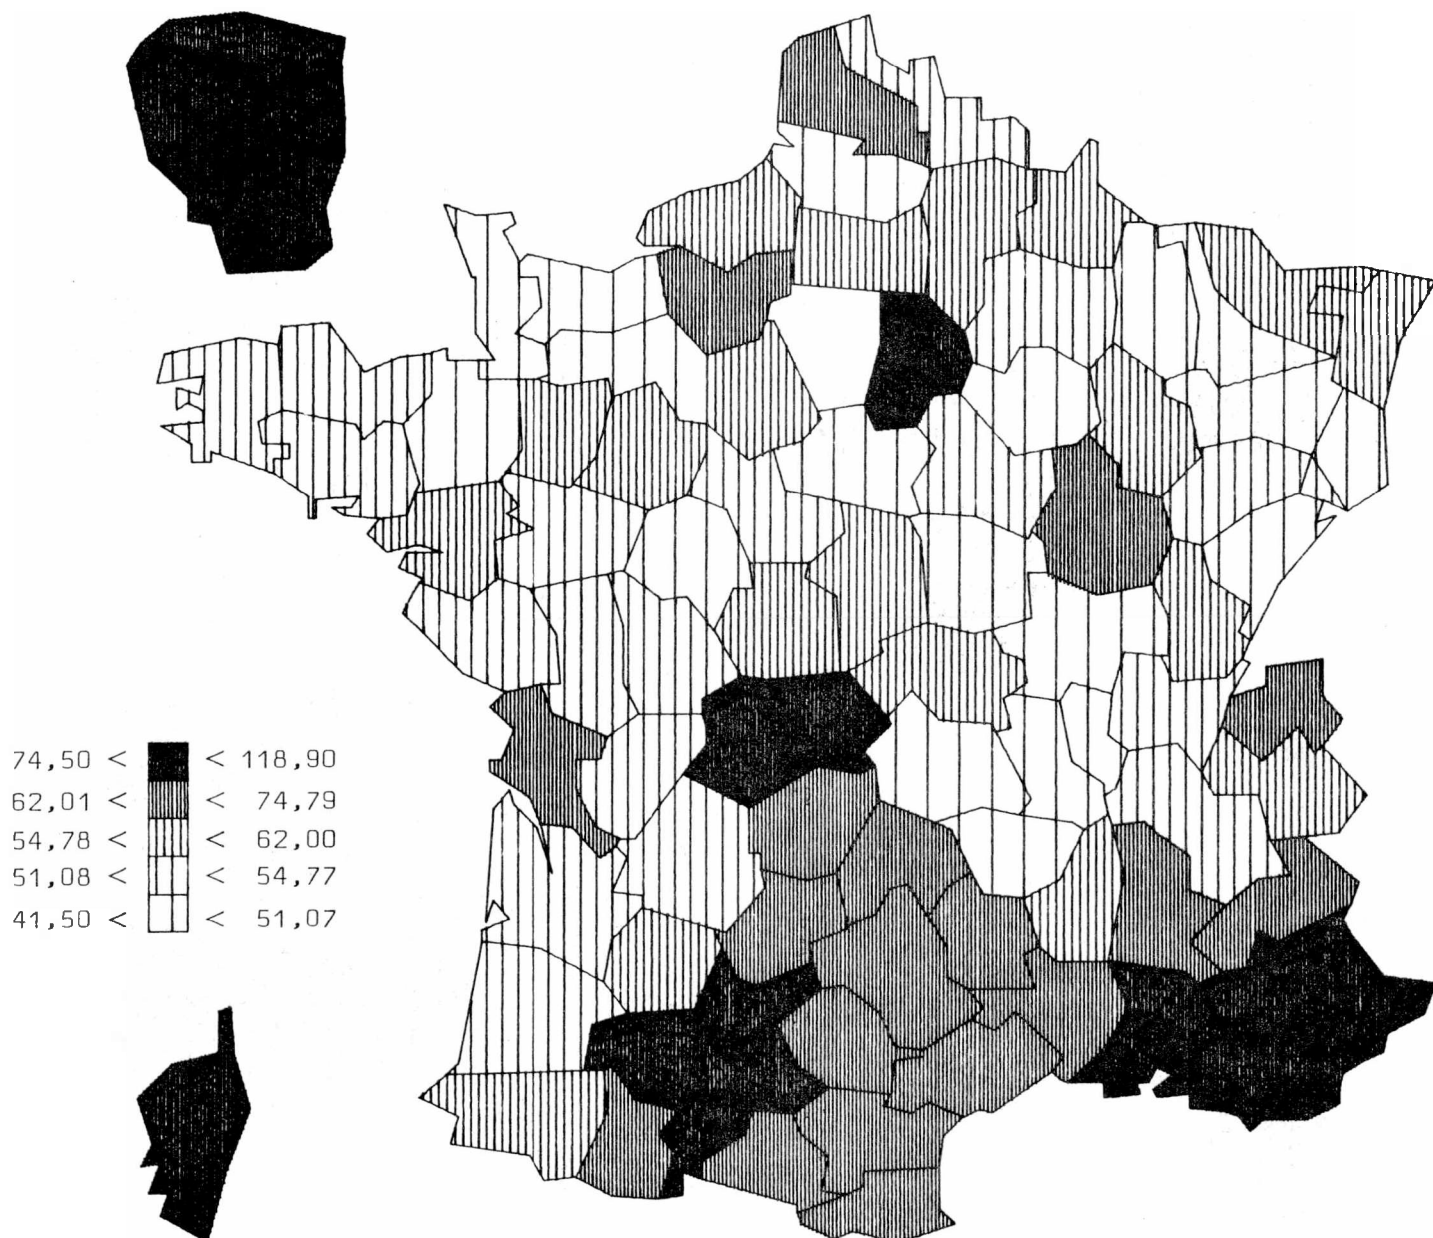 74,50 < < 118,90
62,01 < < 74,79
54,78 < < 62,00
51,08 < < 54,77
41,50 < < 51,07